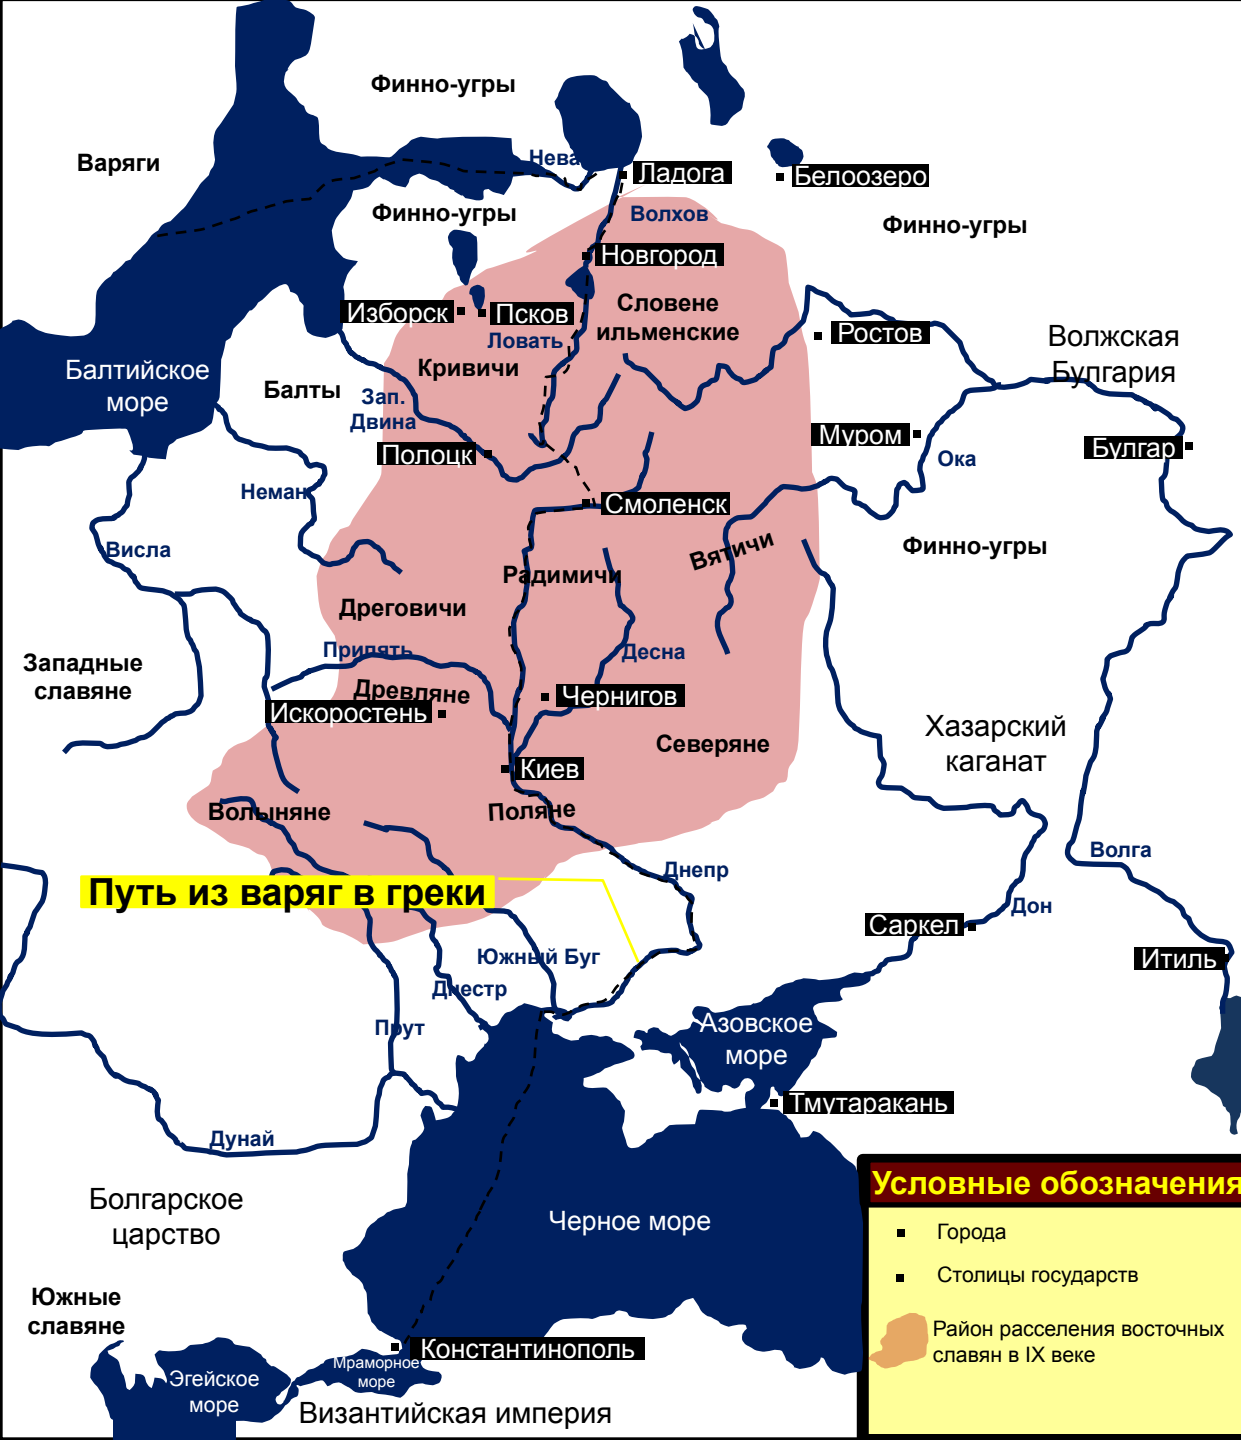 Финно-угры
Варяги
Нева
Ладога
Белоозеро
Финно-угры
Волхов
Финно-угры
Новгород
Изборск
Псков
Словене
ильменские
Ростов
Волжская
Булгария
Ловать
Балтийское
море
Кривичи
Балты
Зап.
Двина
Муром
Булгар
Полоцк
Ока
Неман
Смоленск
Висла
Вятичи
Финно-угры
Радимичи
Дреговичи
Припять
Десна
Западные
славяне
Древляне
Чернигов
Искоростень
Северяне
Хазарский
каганат
Киев
Волыняне
Поляне
Волга
Днепр
Путь из варяг в греки
Дон
Саркел
Южный Буг
Итиль
Днестр
Прут
Азовское
море
Тмутаракань
Дунай
Условные обозначения
Болгарское
царство
Черное море
Города
Столицы государств
Южные
славяне
Район расселения восточных
славян в IX веке
Константинополь
Мраморное
море
Эгейское
море
Византийская империя